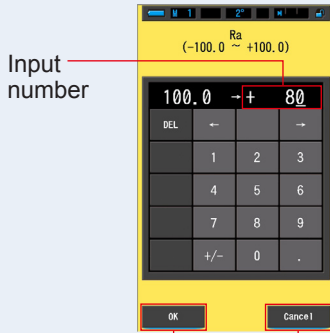 M 1 2°
Ra
(-100.0 ~ +100.0)
Input
number
100.0 →+ 80
DEL ← →
1 2 3
4 5 6
7 8 9
+/- 0 .
OK Cancel